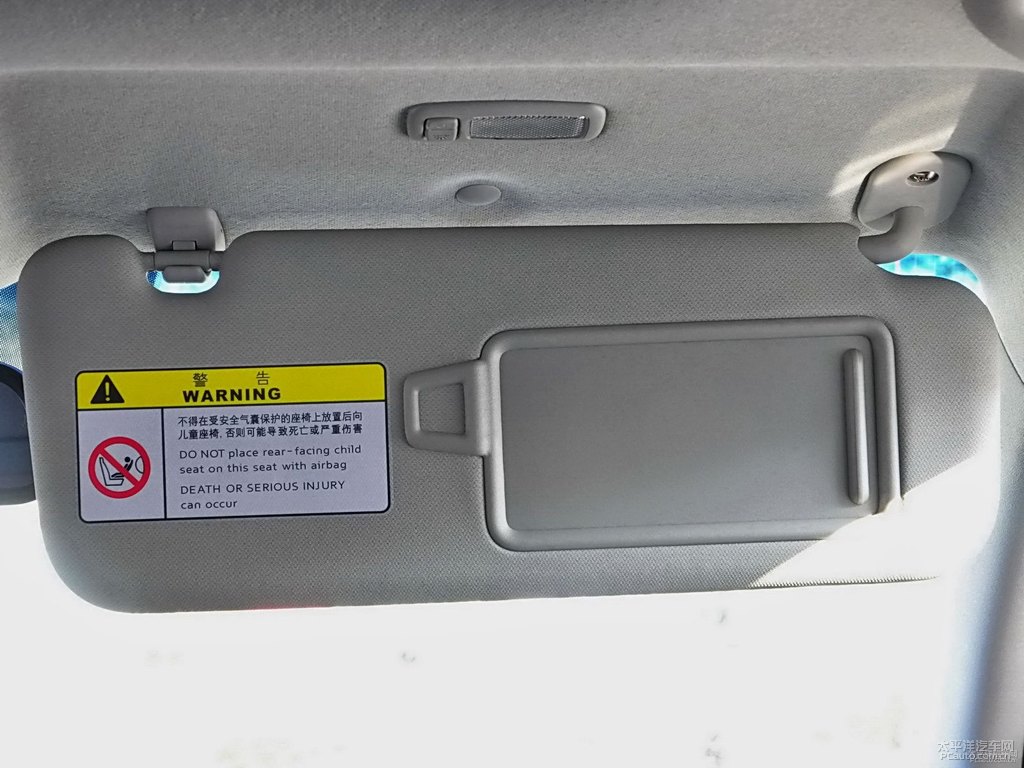 警 告
WARNING
不得在受安全气囊保护的座椅上放置后向
儿童座椅,否则可能导致死亡或严重伤害
DO NOT place rear-facing child
seat on this seat with airbag
DEATH OR SERIOUS INJURY
can occur
太平洋汽车网
Pcauto.com.cn